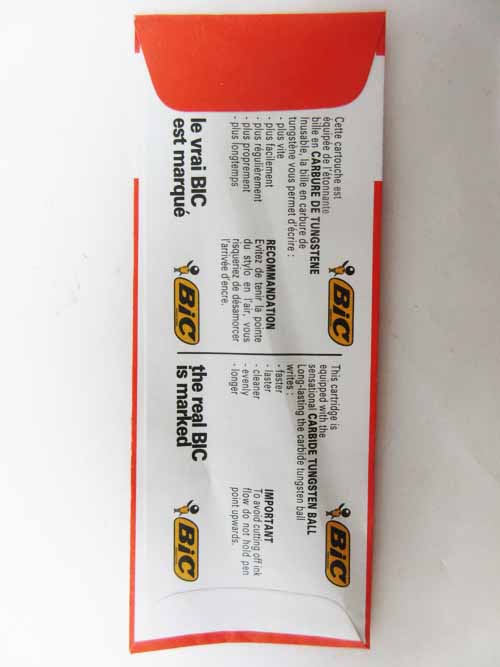 BIC
Cette cartouche est
équipée de l'étonnante
bille en CARBURE DE TUNGSTENE
Inusable, la bille en carbure de
tungstène vous permet d'écrire :
- plus vite
- plus facilement
- plus régulièrement
- plus proprement
- plus longtemps
RECOMMANDATION
Evitez de tenir la pointe
du stylo en l'air, vous
risqueriez de désamorcer
l'arrivée d'encre.
le vrai BIC
est marqué
BIC
BIC
This cartridge is
equipped with the
sensational CARBIDE TUNGSTEN BALL
Long-lasting the carbide tungsten ball
writes :
- faster
- laster
- cleaner
- evenly
- longer
IMPORTANT
To avoid cutting off ink
flow do not hold pen
point upwards.
the real BIC
is marked
BIC